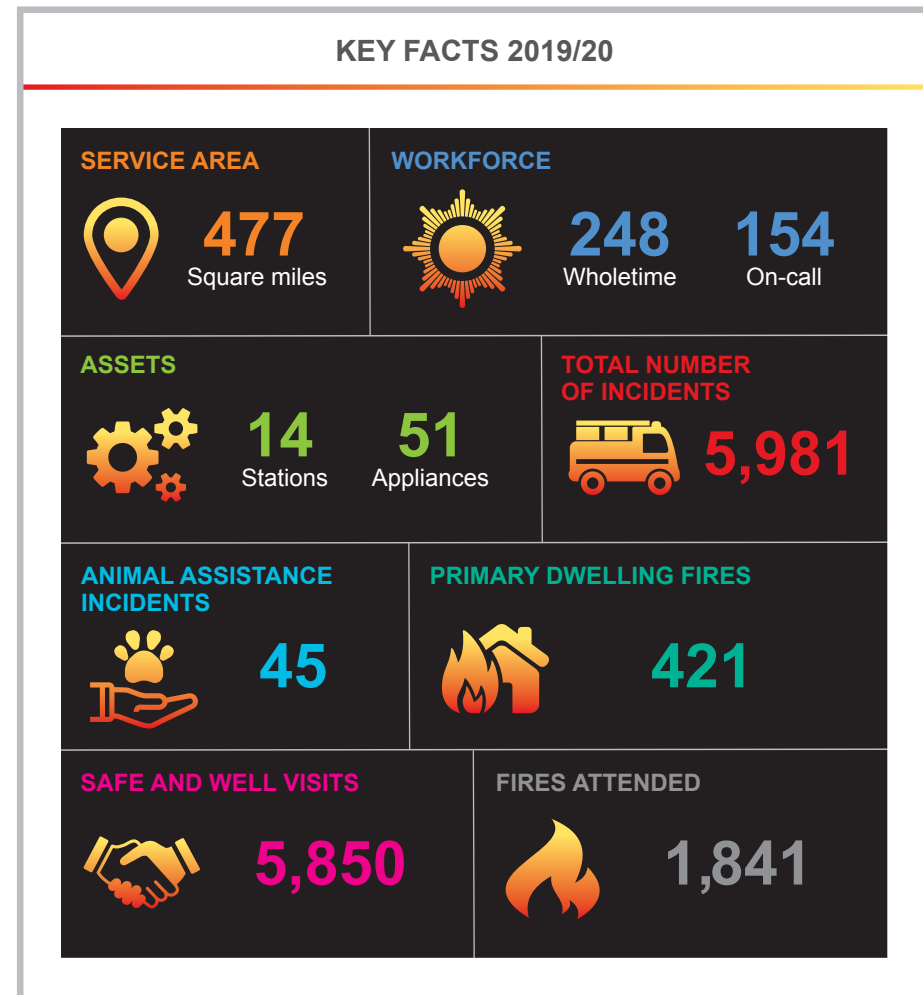 KEY FACTS 2019/20
SERVICE AREA
477
Square miles
WORKFORCE
248
Wholetime
154
On-call
ASSETS
14
Stations
51
Appliances
TOTAL NUMBER
OF INCIDENTS
5,981
ANIMAL ASSISTANCE
INCIDENTS
45
PRIMARY DWELLING FIRES
421
SAFE AND WELL VISITS
5,850
FIRES ATTENDED
1,841